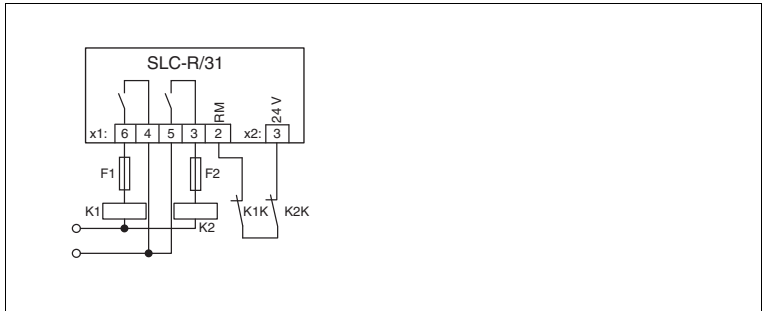 SLC-R/31
RM
24 V
x1: 6 4 5 3 2 x2: 3
F1 F2
K1 K1K K2K
K2